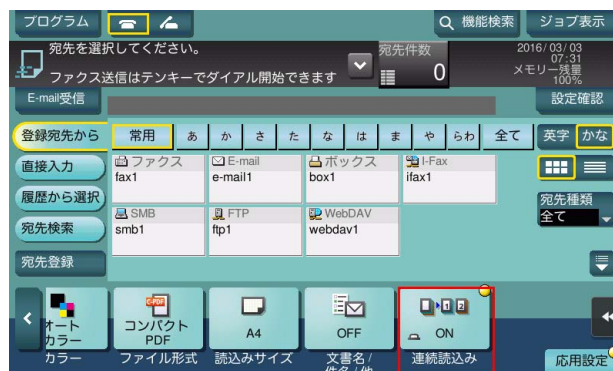 プログラム
機能検索
ジョブ表示
宛先を選択してください。
ファクス送信はテンキーでダイアル開始できます
宛先件数
0
2016/03/03
07:31
メモリー残量
100%
E-mail受信
設定確認
登録宛先から
常用
あ
か
さ
た
な
は
ま
や
らわ
全て
英字
かな
直接入力
履歴から選択
宛先検索
宛先登録
ファクス
fax1
E-mail
e-mail1
ボックス
box1
I-Fax
ifax1
SMB
smb1
FTP
ftp1
WebDAV
webdav1
宛先種類
全て
オート
カラー
カラー
C-PDF
コンパクト
PDF
ファイル形式
A4
読込みサイズ
OFF
文書名/
件名/他
1 2
ON
連続読込み
応用設定